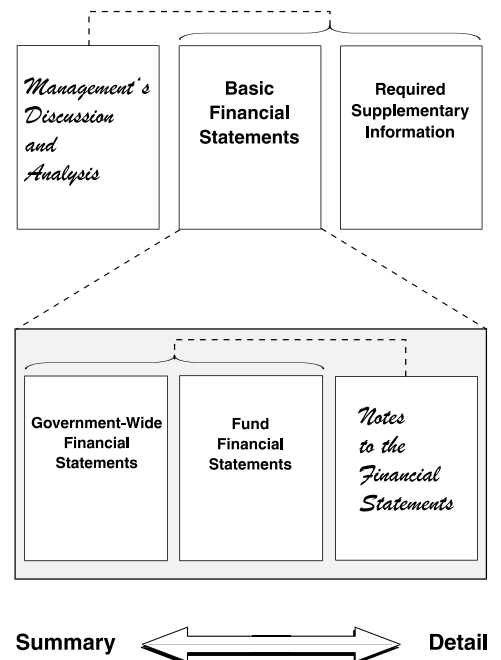 Management's
Discussion
and
Analysis
Basic
Financial
Statements
Required
Supplementary
Information
Government-Wide
Financial
Statements
Fund
Financial
Statements
Notes
to the
Financial
Statements
Summary
Detail